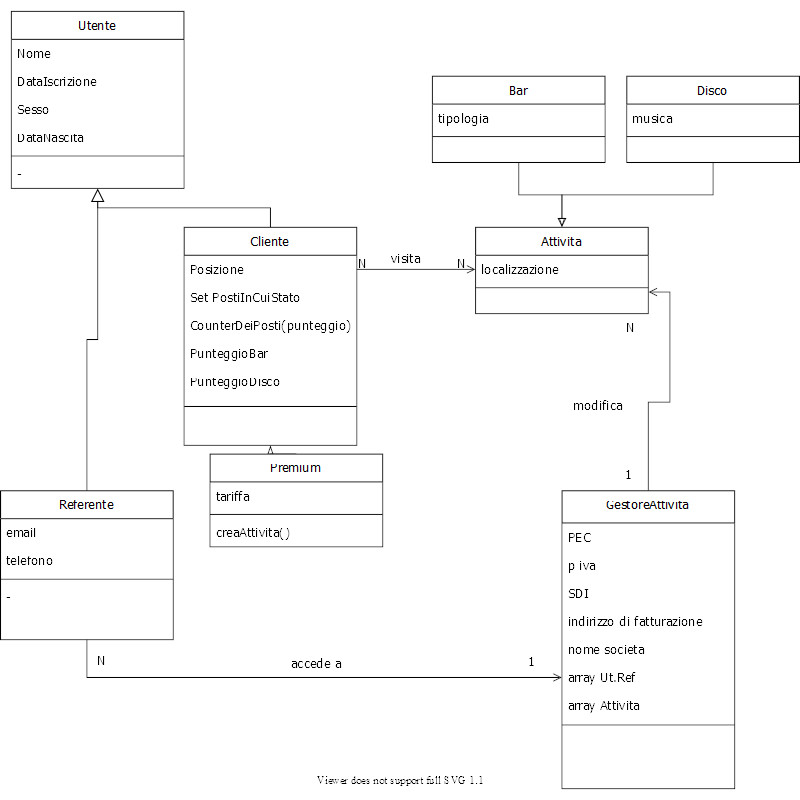 Utente
Nome
DataIscrizione
Sesso
DataNascita
-
Bar
tipologia
Disco
musica
Cliente
Posizione
Set PostiInCuiStato
CounterDeiPosti(punteggio)
PunteggioBar
PunteggioDisco
N
visita
N
Attivita
localizzazione
N
modifica
1
Premium
tariffa
creaAttivita()
Referente
email
telefono
-
GestoreAttivita
PEC
p iva
SDI
indirizzo di fatturazione
nome societa
array Ut.Ref
array Attivita
N
accede a
1
Viewer does not support full SVG 1.1